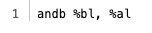 1 andb %bl, %al